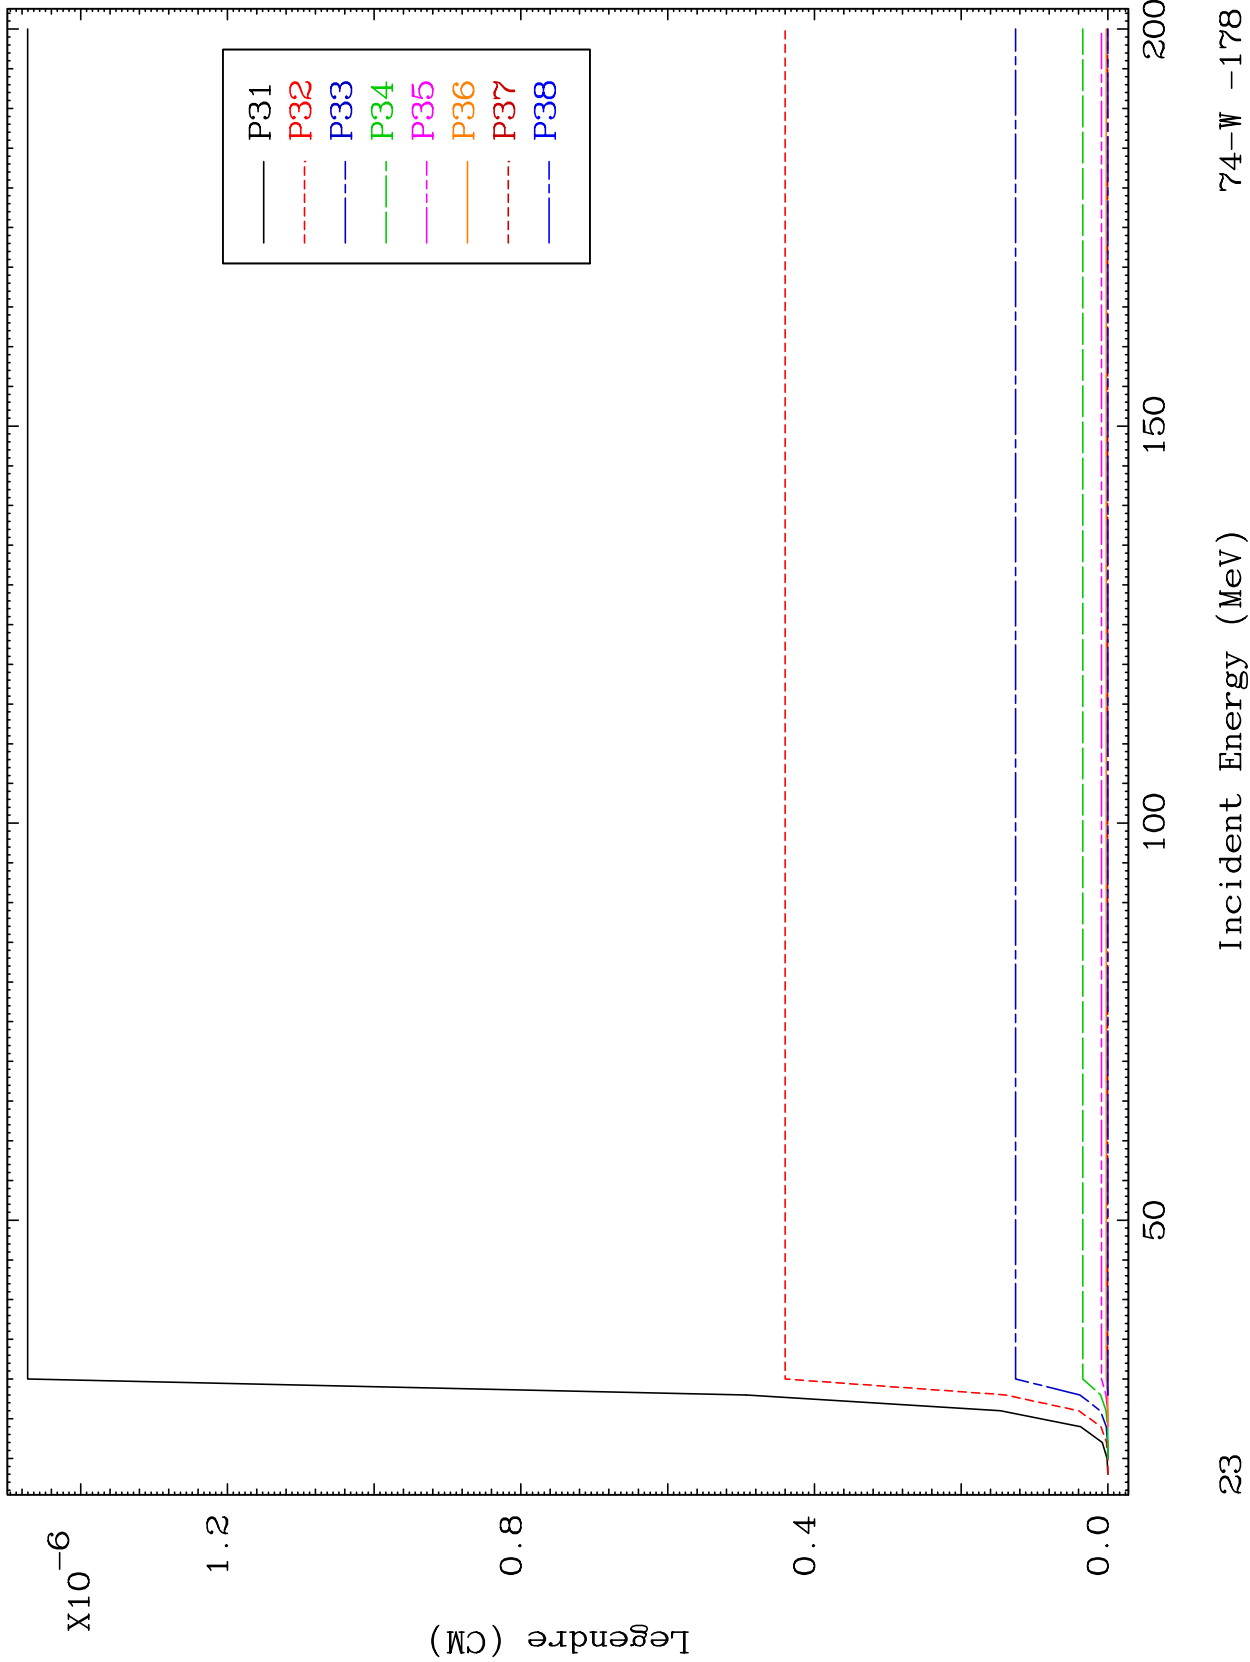 X10-6
1.2
0.8
0.4
0.0
Legendre (CM)
P31
P32
P33
P34
P35
P36
P37
P38
50
100
150
200
Incident Energy (MeV)
23
74-W -178